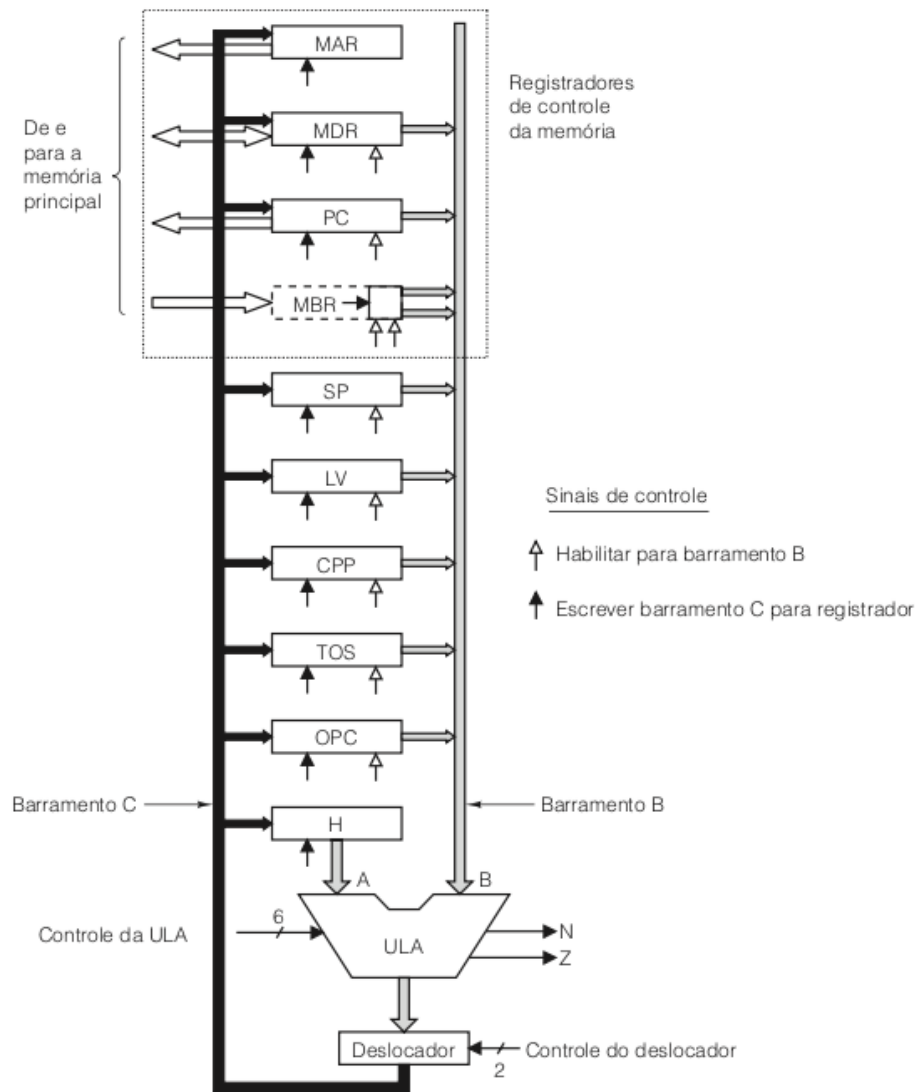 MAR
Registradores
de controle
da memória
De e
para a
memória
principal
MDR
PC
MBR
SP
LV
Sinais de controle
Habilitar para barramento B
CPP
Escrever barramento C para registrador
TOS
OPC
Barramento C
Barramento B
H
A
B
6
Controle da ULA
ULA
N
Z
Deslocador
Controle do deslocador
2